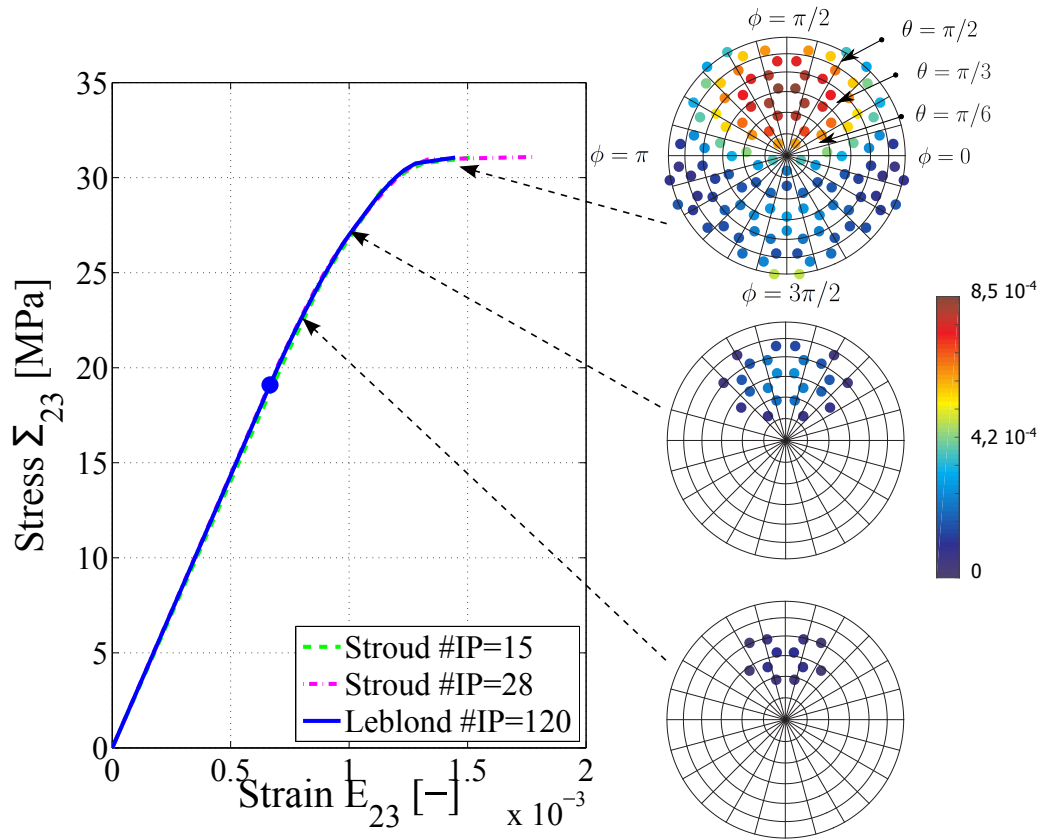 ϕ = π/2
θ = π/2
θ = π/3
θ = π/6
ϕ = π
ϕ = 0
ϕ = 3π/2
35
30
25
20
15
10
5
0
Stress Σ_23 [MPa]
0
0.5
1
1.5
2
Strain E_23 [−]
x 10^-3
Stroud #IP=15
Stroud #IP=28
Leblond #IP=120
8,5 10^-4
4,2 10^-4
0